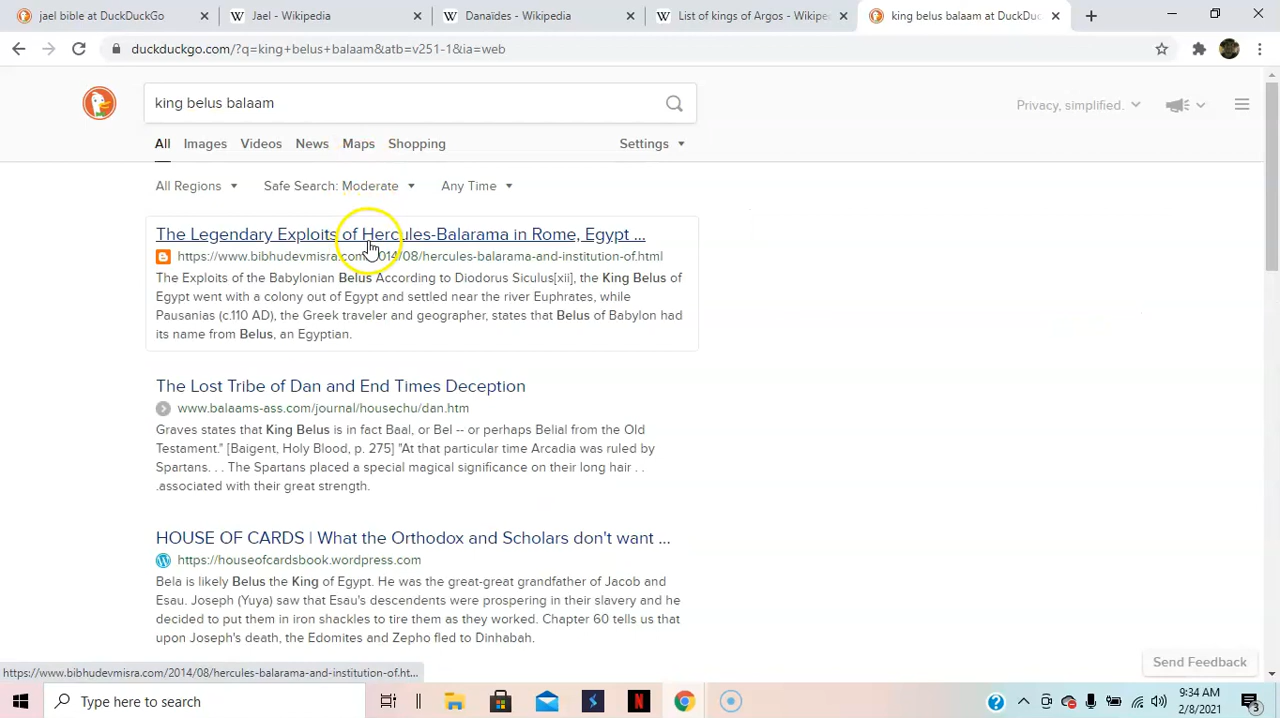 jael bible at DuckDuckGo
Jael - Wikipedia
Danaïdes - Wikipedia
List of kings of Argos - Wikipe
king belus balaam at DuckDuc
duckduckgo.com/?q=king+belus+balaam&atb=v251-1&ia=web
king belus balaam
Privacy, simplified.
All Images Videos News Maps Shopping Settings
All Regions Safe Search: Moderate Any Time
The Legendary Exploits of Hercules-Balarama in Rome, Egypt ...
https://www.bibhudevmisra.com/2014/08/hercules-balarama-and-institution-of.html
The Exploits of the Babylonian Belus According to Diodorus Siculus[xii], the King Belus of
Egypt went with a colony out of Egypt and settled near the river Euphrates, while
Pausanias (c.110 AD), the Greek traveler and geographer, states that Belus of Babylon had
its name from Belus, an Egyptian.
The Lost Tribe of Dan and End Times Deception
www.balaams-ass.com/journal/housechu/dan.htm
Graves states that King Belus is in fact Baal, or Bel -- or perhaps Belial from the Old
Testament." [Baigent, Holy Blood, p. 275] "At that particular time Arcadia was ruled by
Spartans. . . The Spartans placed a special magical significance on their long hair . .
.associated with their great strength.
HOUSE OF CARDS | What the Orthodox and Scholars don't want ...
https://houseofcardsbook.wordpress.com
Bela is likely Belus the King of Egypt. He was the great-great grandfather of Jacob and
Esau. Joseph (Yuya) saw that Esau's descendents were prospering in their slavery and he
decided to put them in iron shackles to tire them as they worked. Chapter 60 tells us that
upon Joseph's death, the Edomites and Zepho fled to Dinhabah.
Send Feedback
https://www.bibhudevmisra.com/2014/08/hercules-balarama-and-institution-of.ht...
Type here to search
9:34 AM
2/8/2021
3